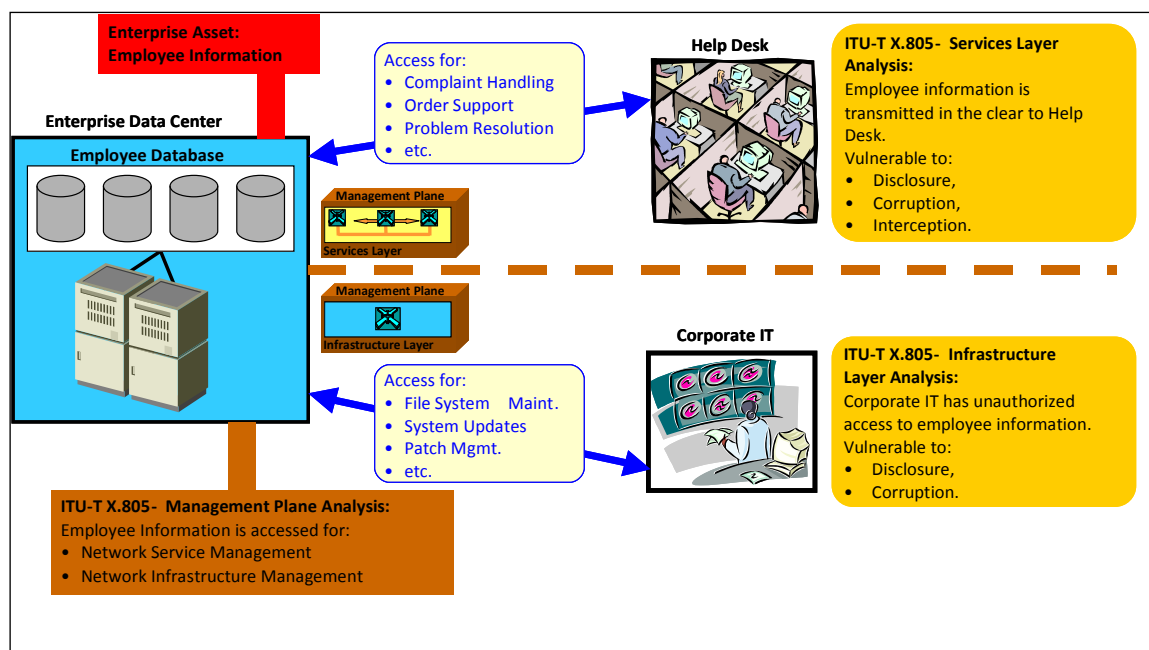 Enterprise Asset:
Employee Information
Enterprise Data Center
Employee Database
Access for:
• Complaint Handling
• Order Support
• Problem Resolution
• etc.
Help Desk
ITU-T X.805- Services Layer
Analysis:
Employee information is
transmitted in the clear to Help
Desk.
Vulnerable to:
• Disclosure,
• Corruption,
• Interception.
Management Plane
Services Layer
Management Plane
Infrastructure Layer
Access for:
• File System Maint.
• System Updates
• Patch Mgmt.
• etc.
Corporate IT
ITU-T X.805- Infrastructure
Layer Analysis:
Corporate IT has unauthorized
access to employee information.
Vulnerable to:
• Disclosure,
• Corruption.
ITU-T X.805- Management Plane Analysis:
Employee Information is accessed for:
• Network Service Management
• Network Infrastructure Management